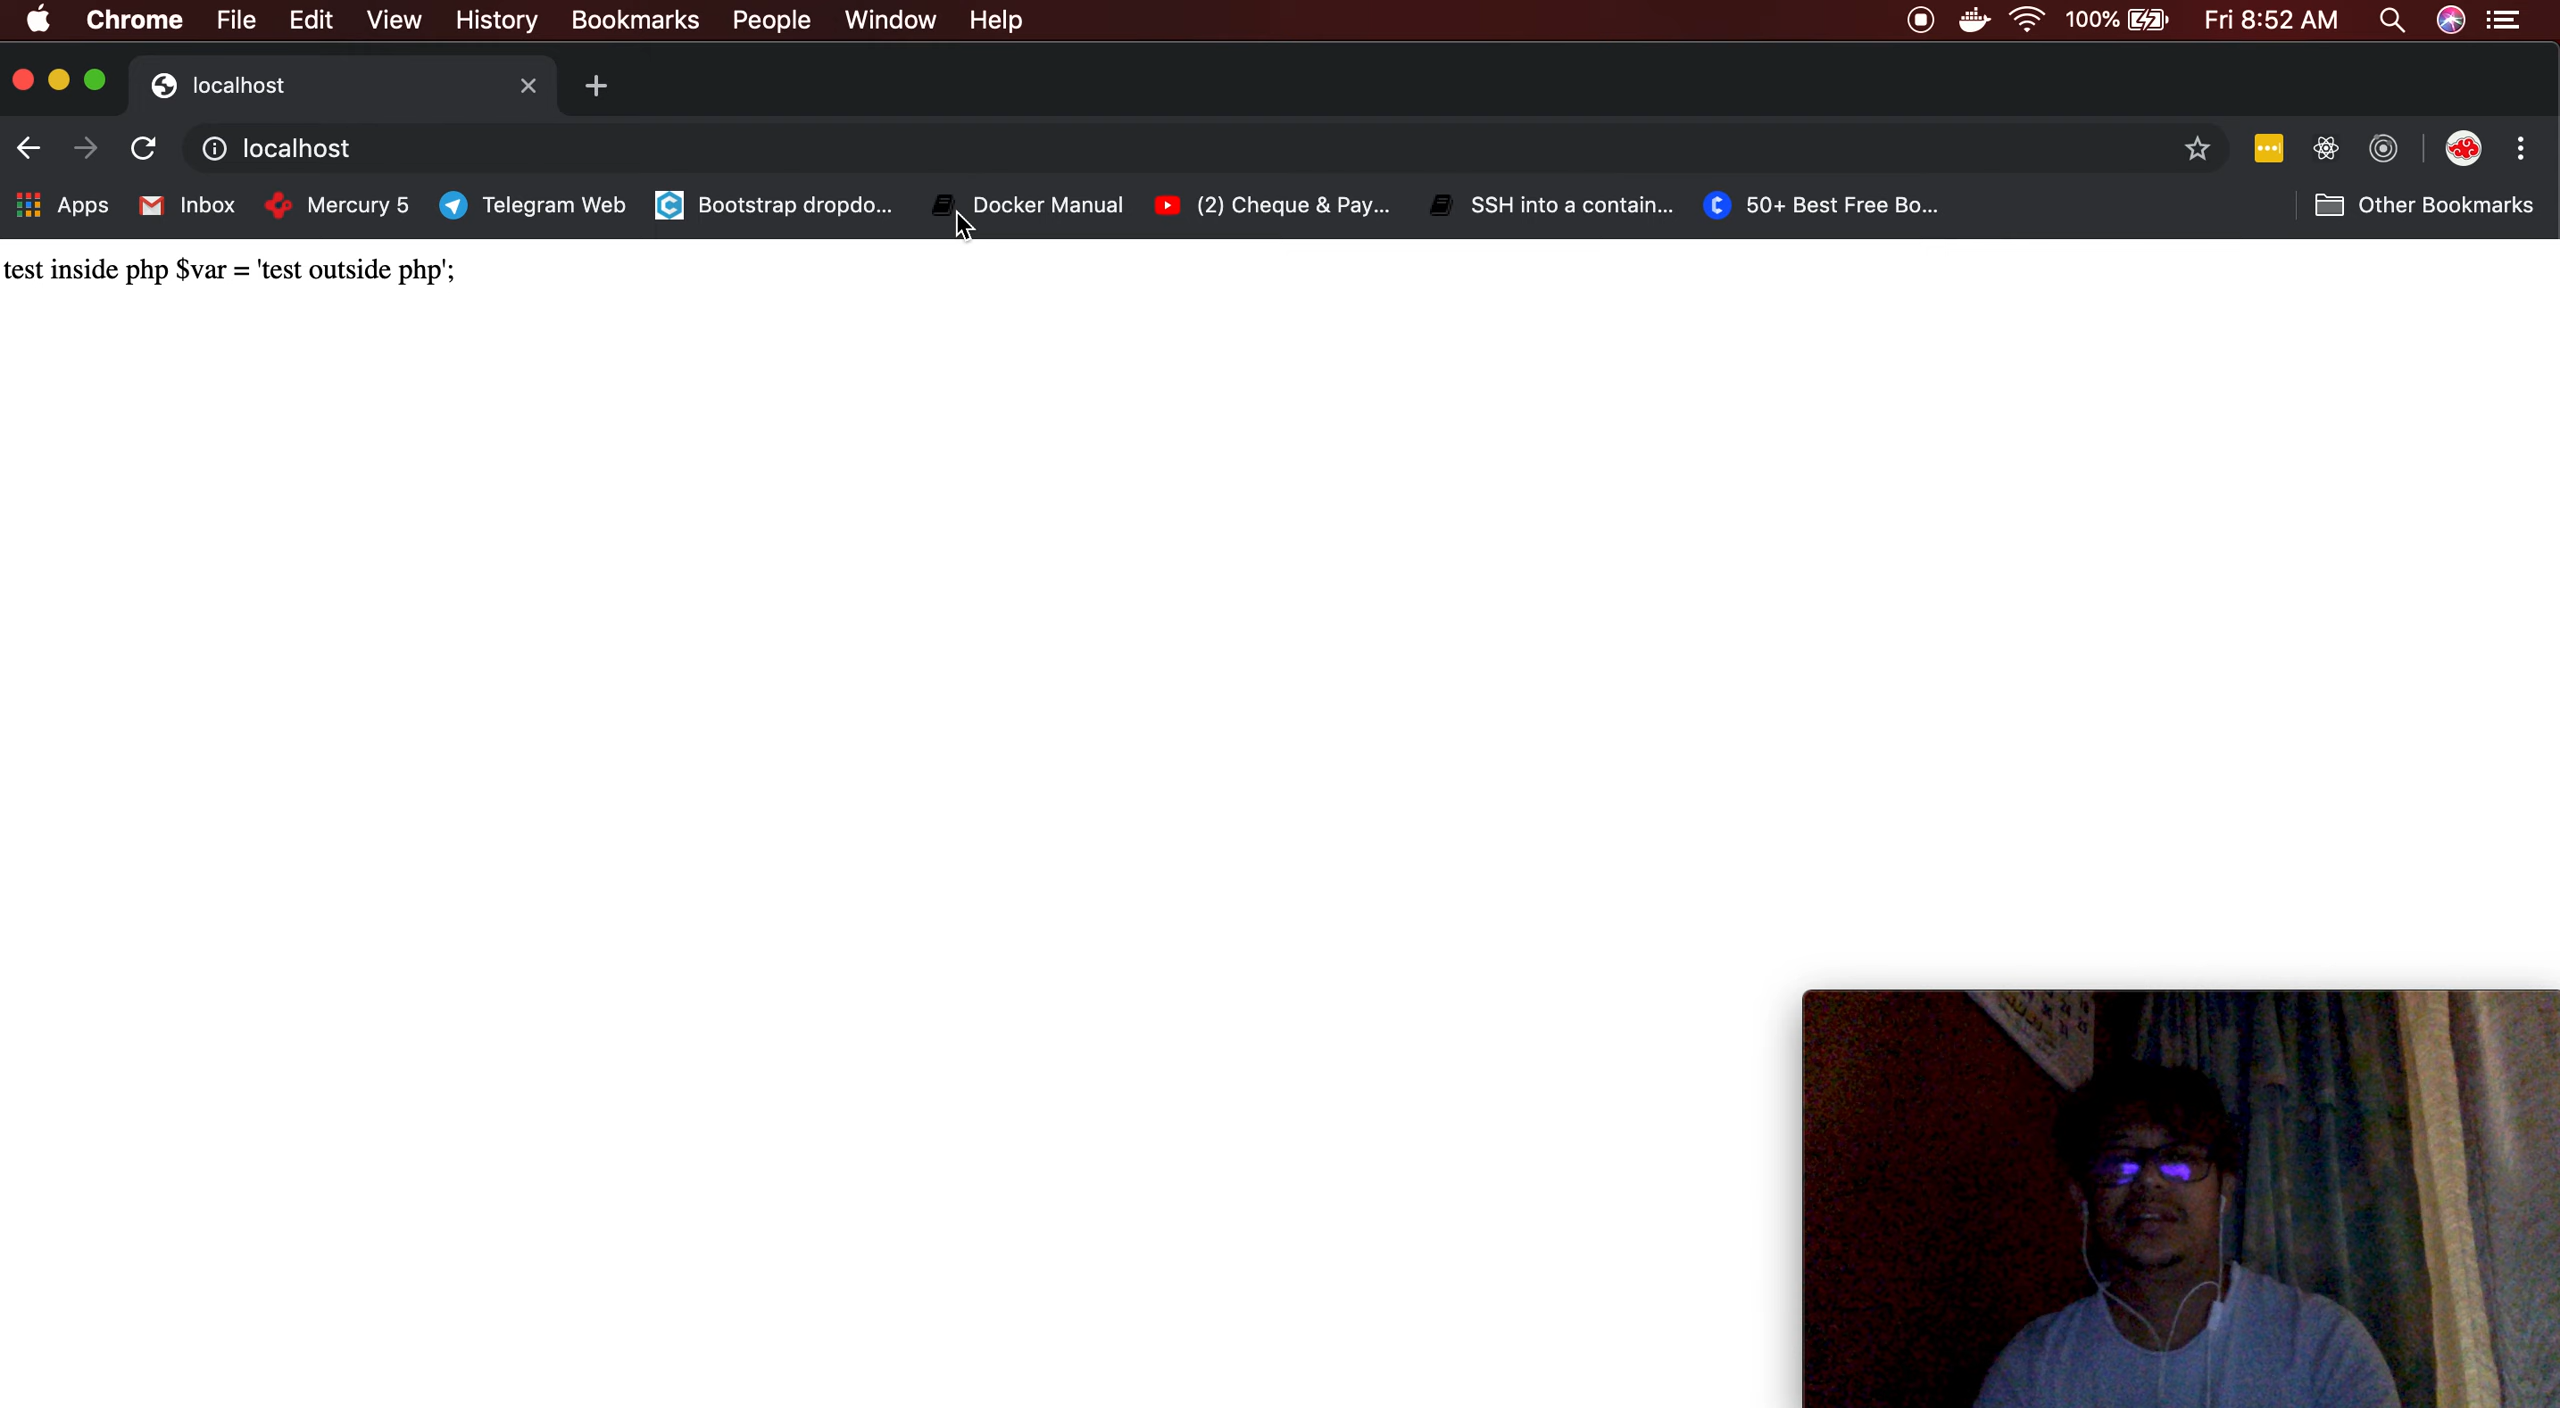 Chrome File Edit View History Bookmarks People Window Help 100% Fri 8:52 AM
localhost
localhost
Apps Inbox Mercury 5 Telegram Web Bootstrap dropdo... Docker Manual (2) Cheque & Pay... SSH into a contain... 50+ Best Free Bo... Other Bookmarks
test inside php $var = 'test outside php';